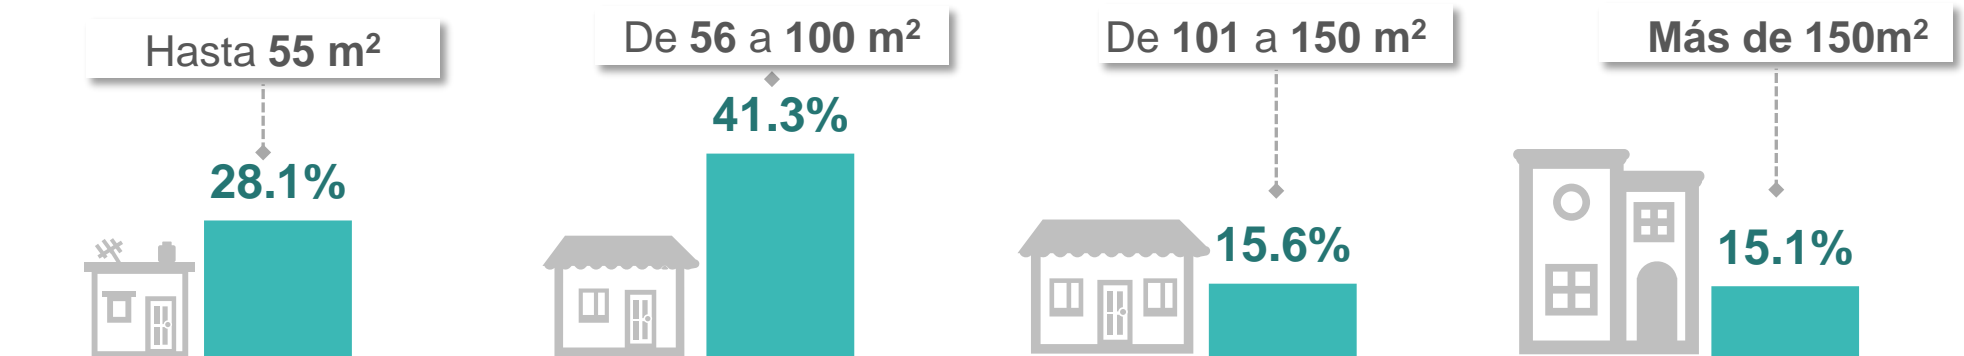 Hasta 55 m²
De 56 a 100 m²
De 101 a 150 m²
Más de 150m²
28.1%
41.3%
15.6%
15.1%